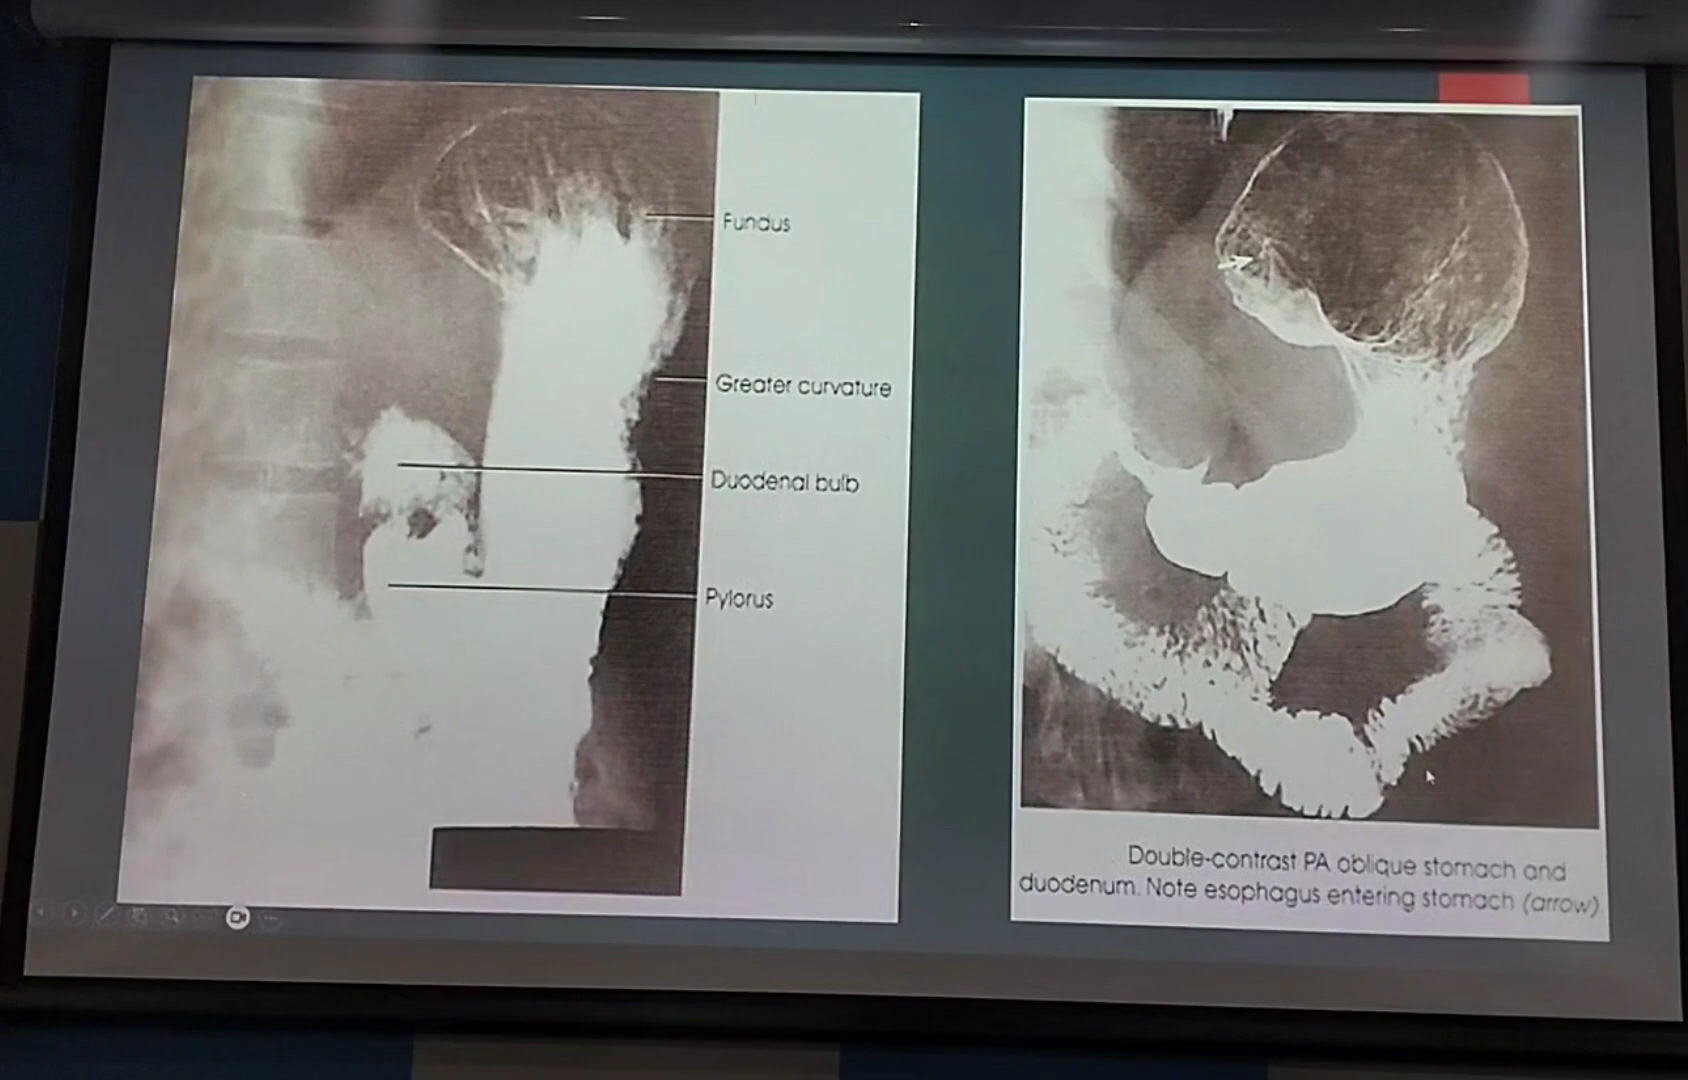 Fundus
Greater curvature
Duodenal bulb
Pylorus
Double-contrast PA oblique stomach and
duodenum. Note esophagus entering stomach (arrow)